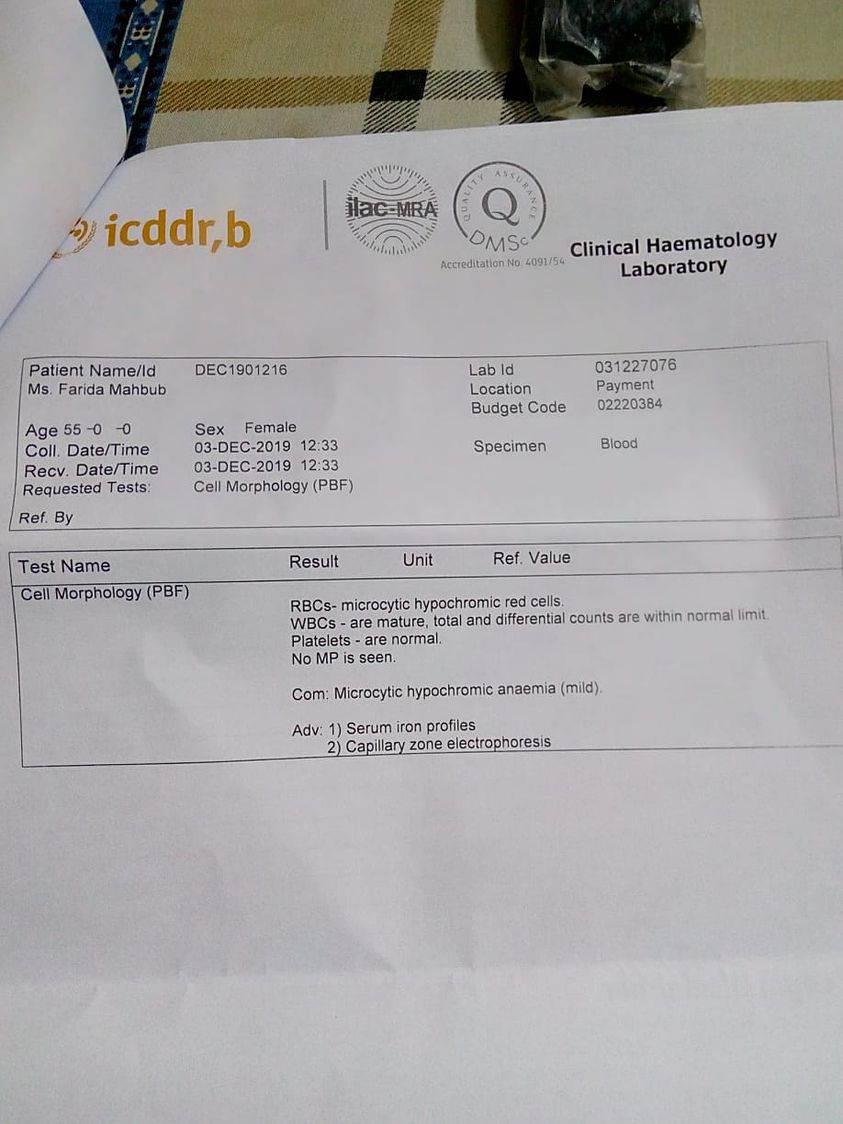 icddr,b
ilac-MRA
QUALITY ASSURANCE
Q
DMSc
Accreditation No. 4091/54
Clinical Haematology
Laboratory
Patient Name/Id DEC1901216 Lab Id 031227076
Ms. Farida Mahbub Location Payment
Budget Code 02220384
Age 55 -0 -0 Sex Female
Coll. Date/Time 03-DEC-2019 12:33 Specimen Blood
Recv. Date/Time 03-DEC-2019 12:33
Requested Tests: Cell Morphology (PBF)
Ref. By
Test Name Result Unit Ref. Value
Cell Morphology (PBF)
RBCs- microcytic hypochromic red cells.
WBCs - are mature, total and differential counts are within normal limit.
Platelets - are normal.
No MP is seen.
Com: Microcytic hypochromic anaemia (mild).
Adv: 1) Serum iron profiles
2) Capillary zone electrophoresis